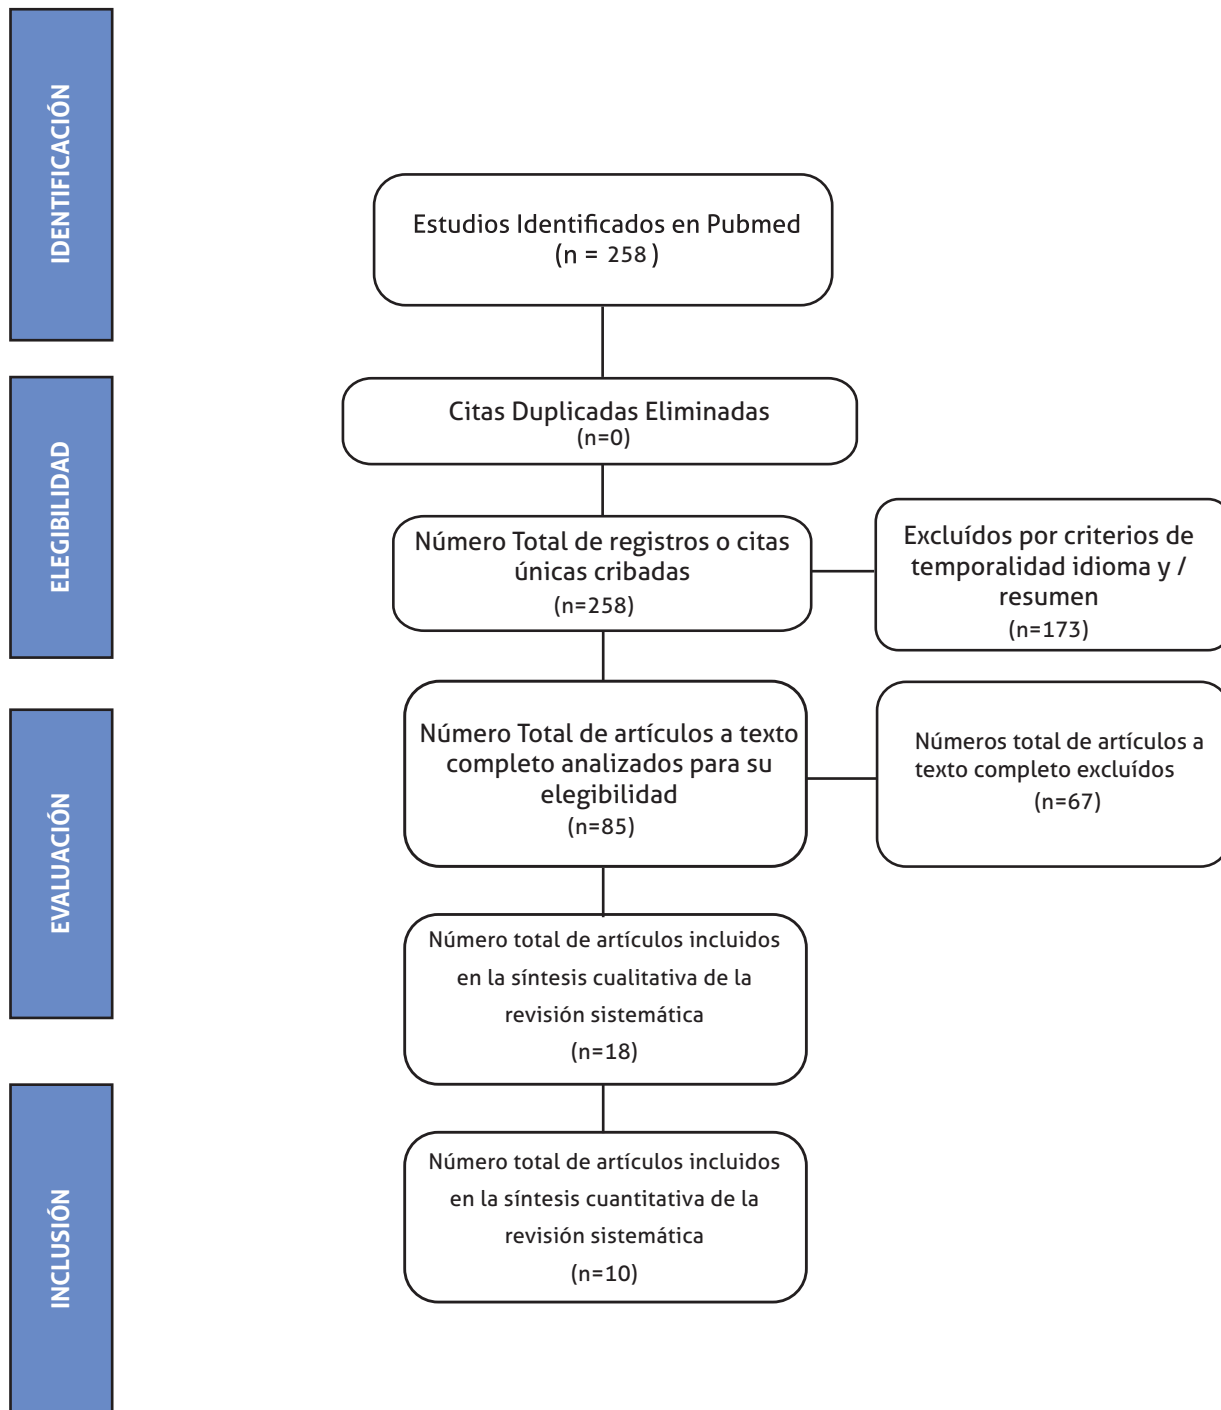 IDENTIFICACIÓN
Estudios Identificados en Pubmed
(n = 258 )
ELEGIBILIDAD
Citas Duplicadas Eliminadas
(n=0)
Número Total de registros o citas
únicas cribadas
(n=258)
Excluídos por criterios de
temporalidad idioma y /
resumen
(n=173)
EVALUACIÓN
Número Total de artículos a texto
completo analizados para su
elegibilidad
(n=85)
Números total de artículos a
texto completo excluídos
(n=67)
Número total de artículos incluidos
en la síntesis cualitativa de la
revisión sistemática
(n=18)
INCLUSIÓN
Número total de artículos incluidos
en la síntesis cuantitativa de la
revisión sistemática
(n=10)